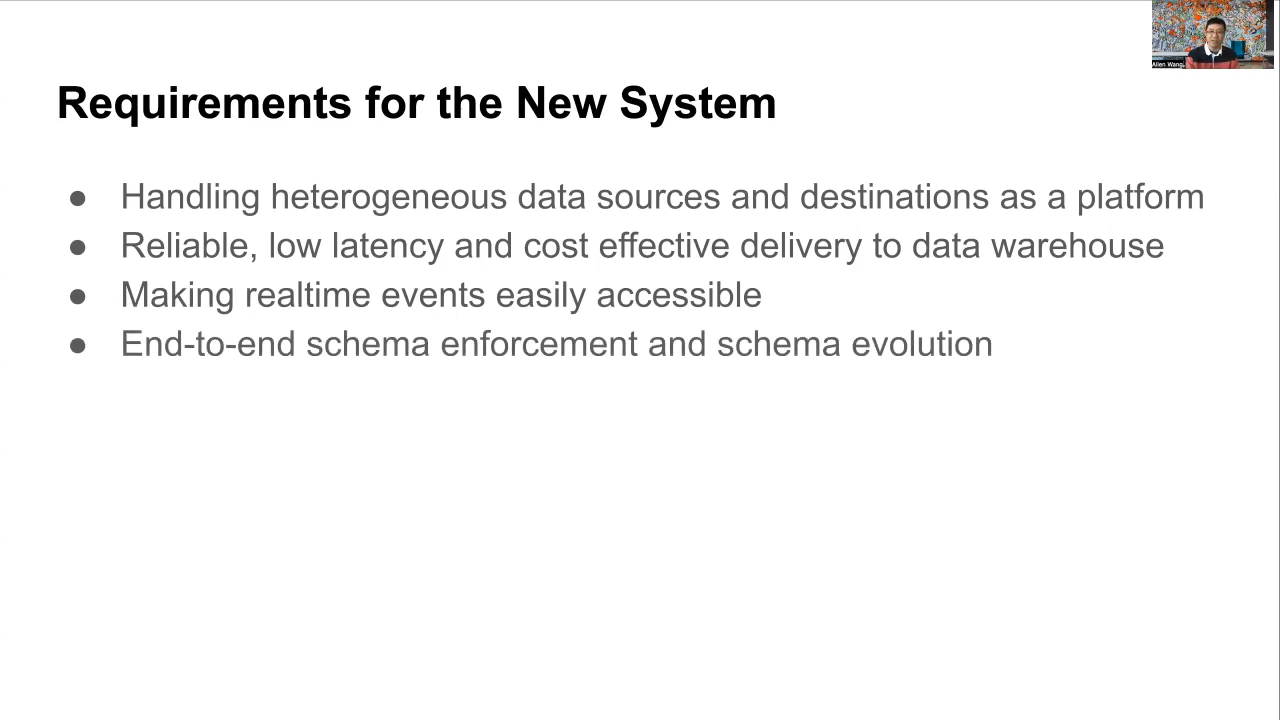 Allen Wang
Requirements for the New System
● Handling heterogeneous data sources and destinations as a platform
● Reliable, low latency and cost effective delivery to data warehouse
● Making realtime events easily accessible
● End-to-end schema enforcement and schema evolution